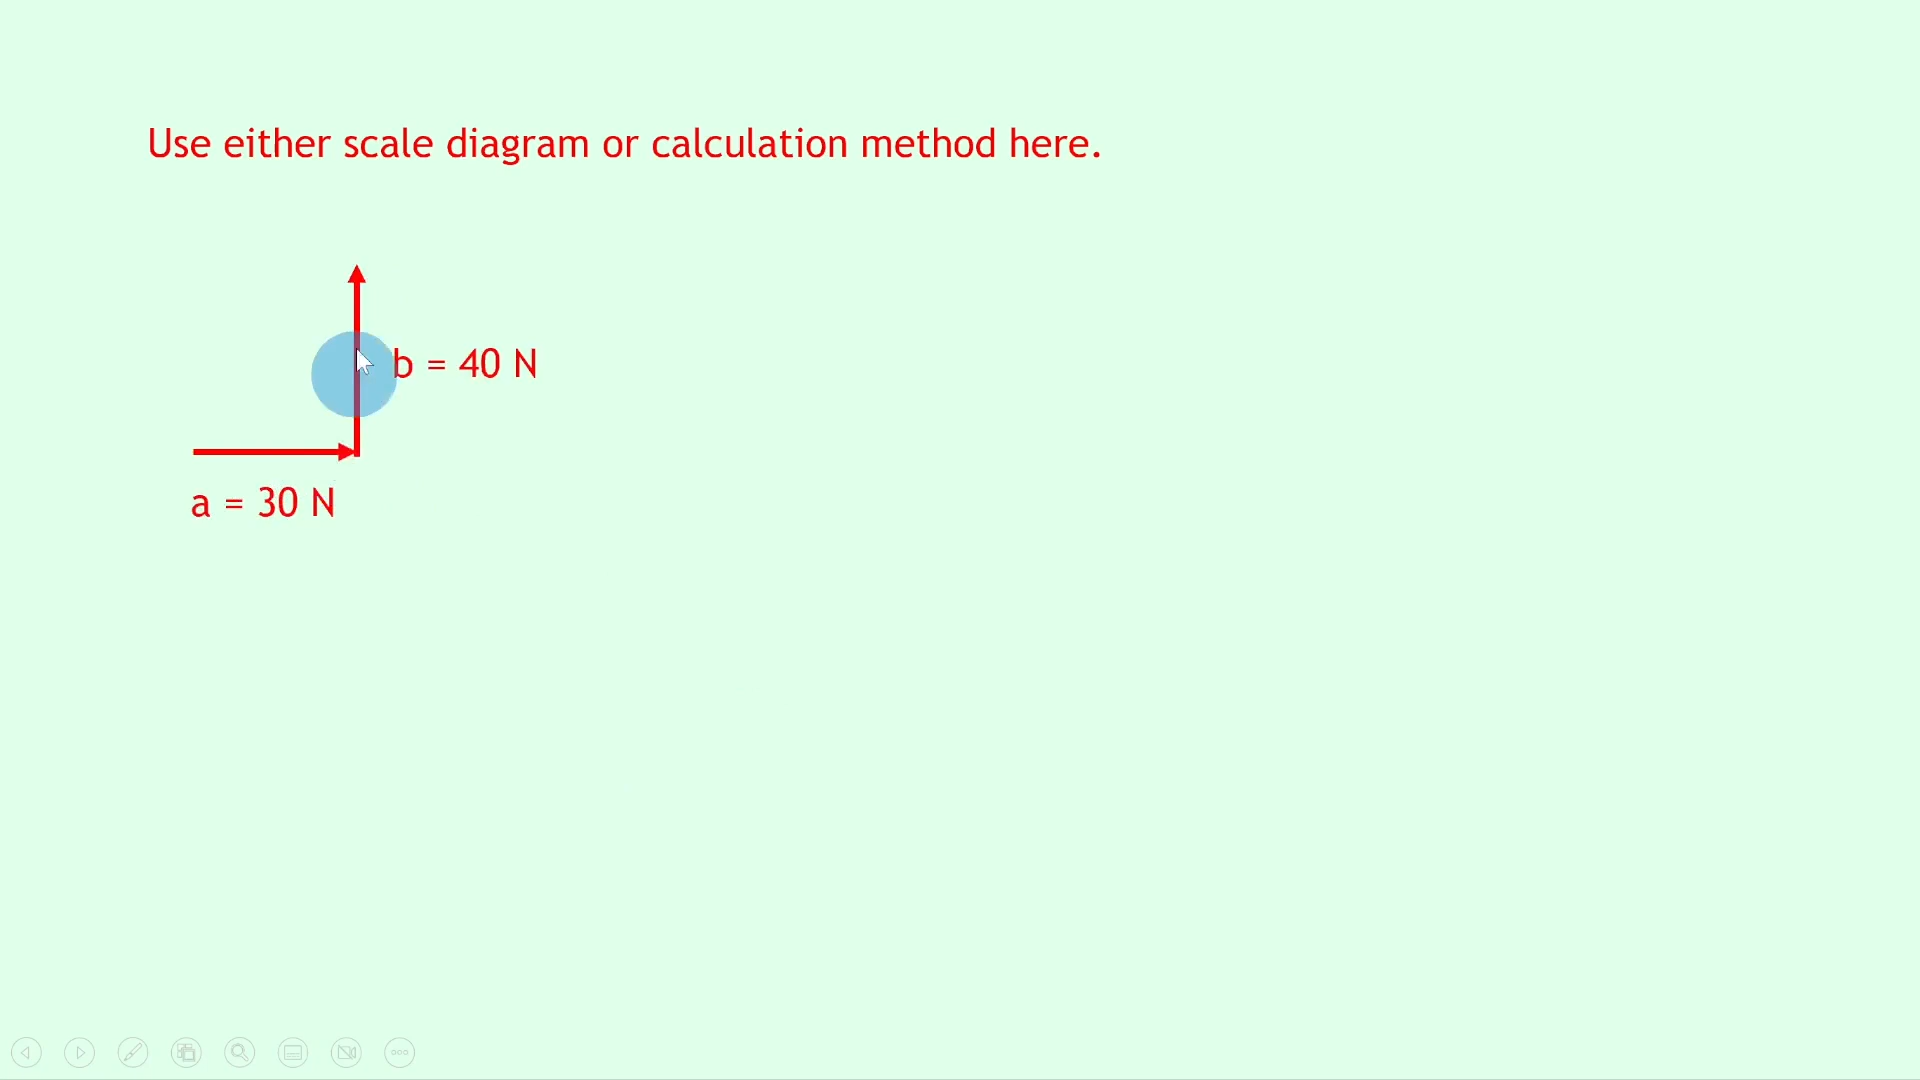 Use either scale diagram or calculation method here.
b = 40 N
a = 30 N